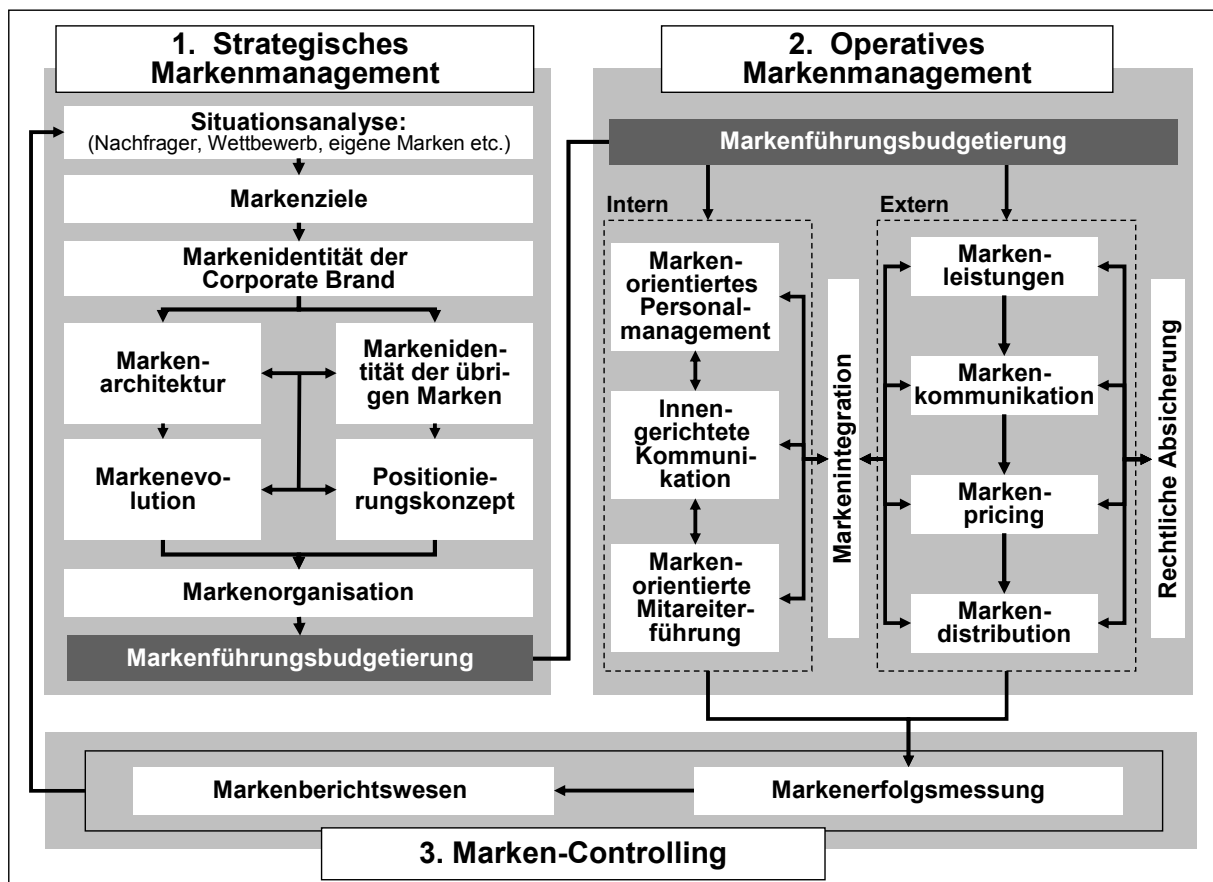 1. Strategisches
Markenmanagement
Situationsanalyse:
(Nachfrager, Wettbewerb, eigene Marken etc.)
Markenziele
Markenidentität der
Corporate Brand
Marken-
architektur
Markeniden-
tität der übri-
gen Marken
Markenevo-
lution
Positionie-
rungskonzept
Markenorganisation
Markenführungsbudgetierung
2. Operatives
Markenmanagement
Markenführungsbudgetierung
Intern
Marken-
orientiertes
Personal-
management
Innen-
gerichtete
Kommuni-
kation
Marken-
orientierte
Mitareiter-
führung
Markenintegration
Extern
Marken-
leistungen
Marken-
kommunikation
Marken-
pricing
Marken-
distribution
Rechtliche Absicherung
Markenberichtswesen
Markenerfolgsmessung
3. Marken-Controlling